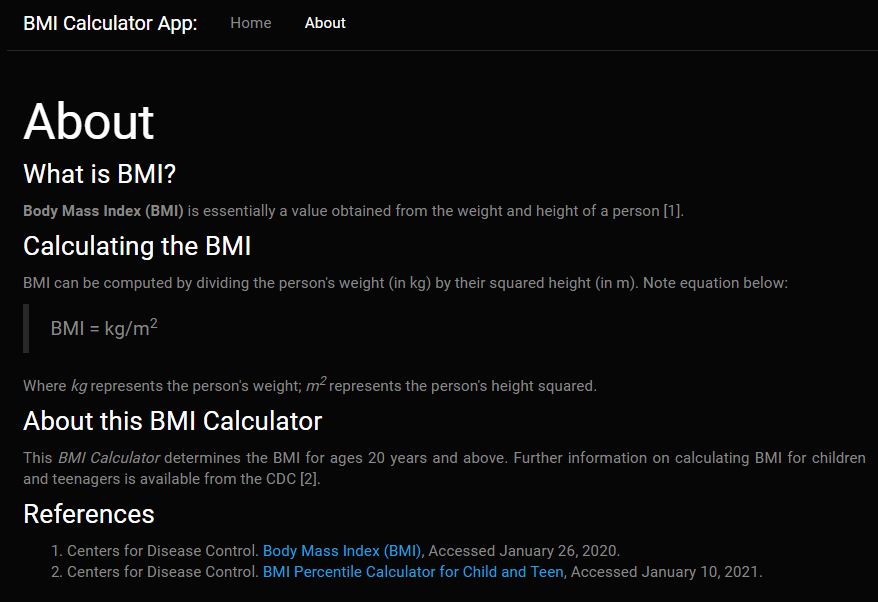 BMI Calculator App: Home About
About
What is BMI?
Body Mass Index (BMI) is essentially a value obtained from the weight and height of a person [1].
Calculating the BMI
BMI can be computed by dividing the person's weight (in kg) by their squared height (in m). Note equation below:
BMI = kg/m²
Where kg represents the person's weight; m² represents the person's height squared.
About this BMI Calculator
This BMI Calculator determines the BMI for ages 20 years and above. Further information on calculating BMI for children
and teenagers is available from the CDC [2].
References
1. Centers for Disease Control. Body Mass Index (BMI), Accessed January 26, 2020.
2. Centers for Disease Control. BMI Percentile Calculator for Child and Teen, Accessed January 10, 2021.